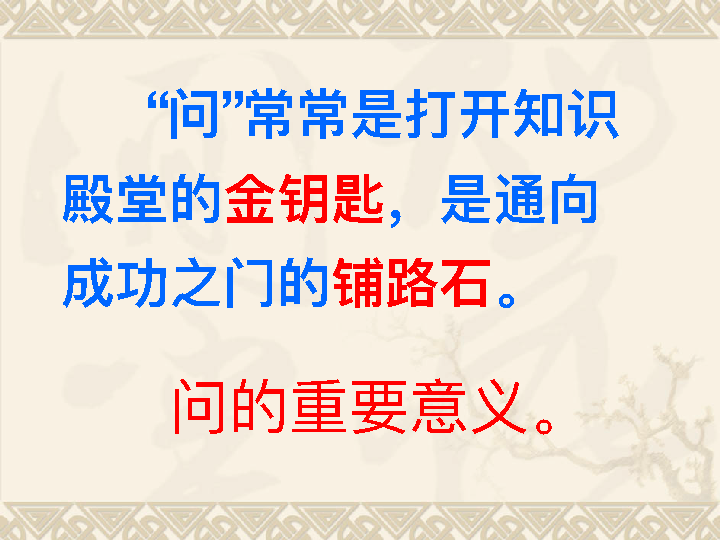 “问”常常是打开知识
殿堂的金钥匙，是通向
成功之门的铺路石。
问的重要意义。